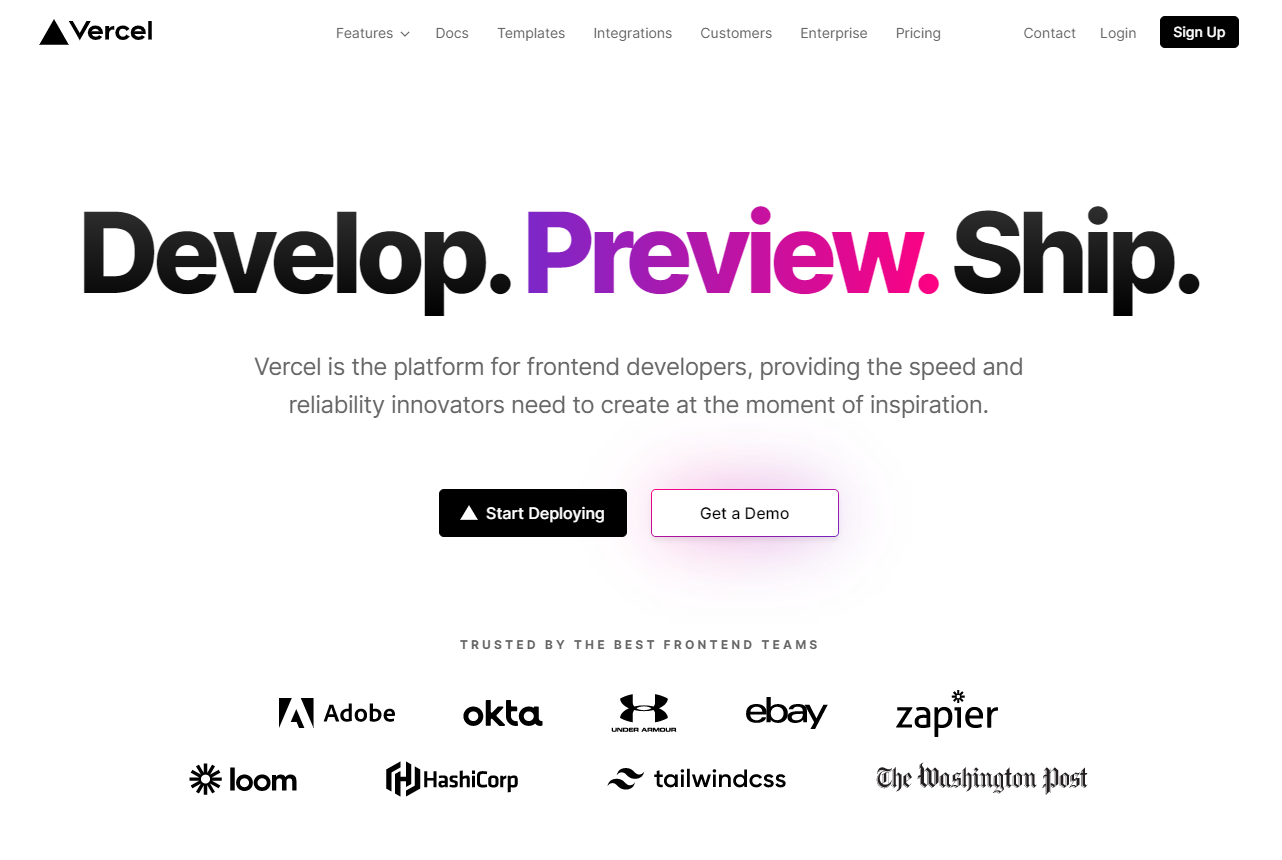 Vercel Features Docs Templates Integrations Customers Enterprise Pricing Contact Login Sign Up
Develop. Preview. Ship.
Vercel is the platform for frontend developers, providing the speed and
reliability innovators need to create at the moment of inspiration.
Start Deploying Get a Demo
TRUSTED BY THE BEST FRONTEND TEAMS
Adobe okta UNDER ARMOUR ebay zapier
loom HashiCorp tailwindcss The Washington Post